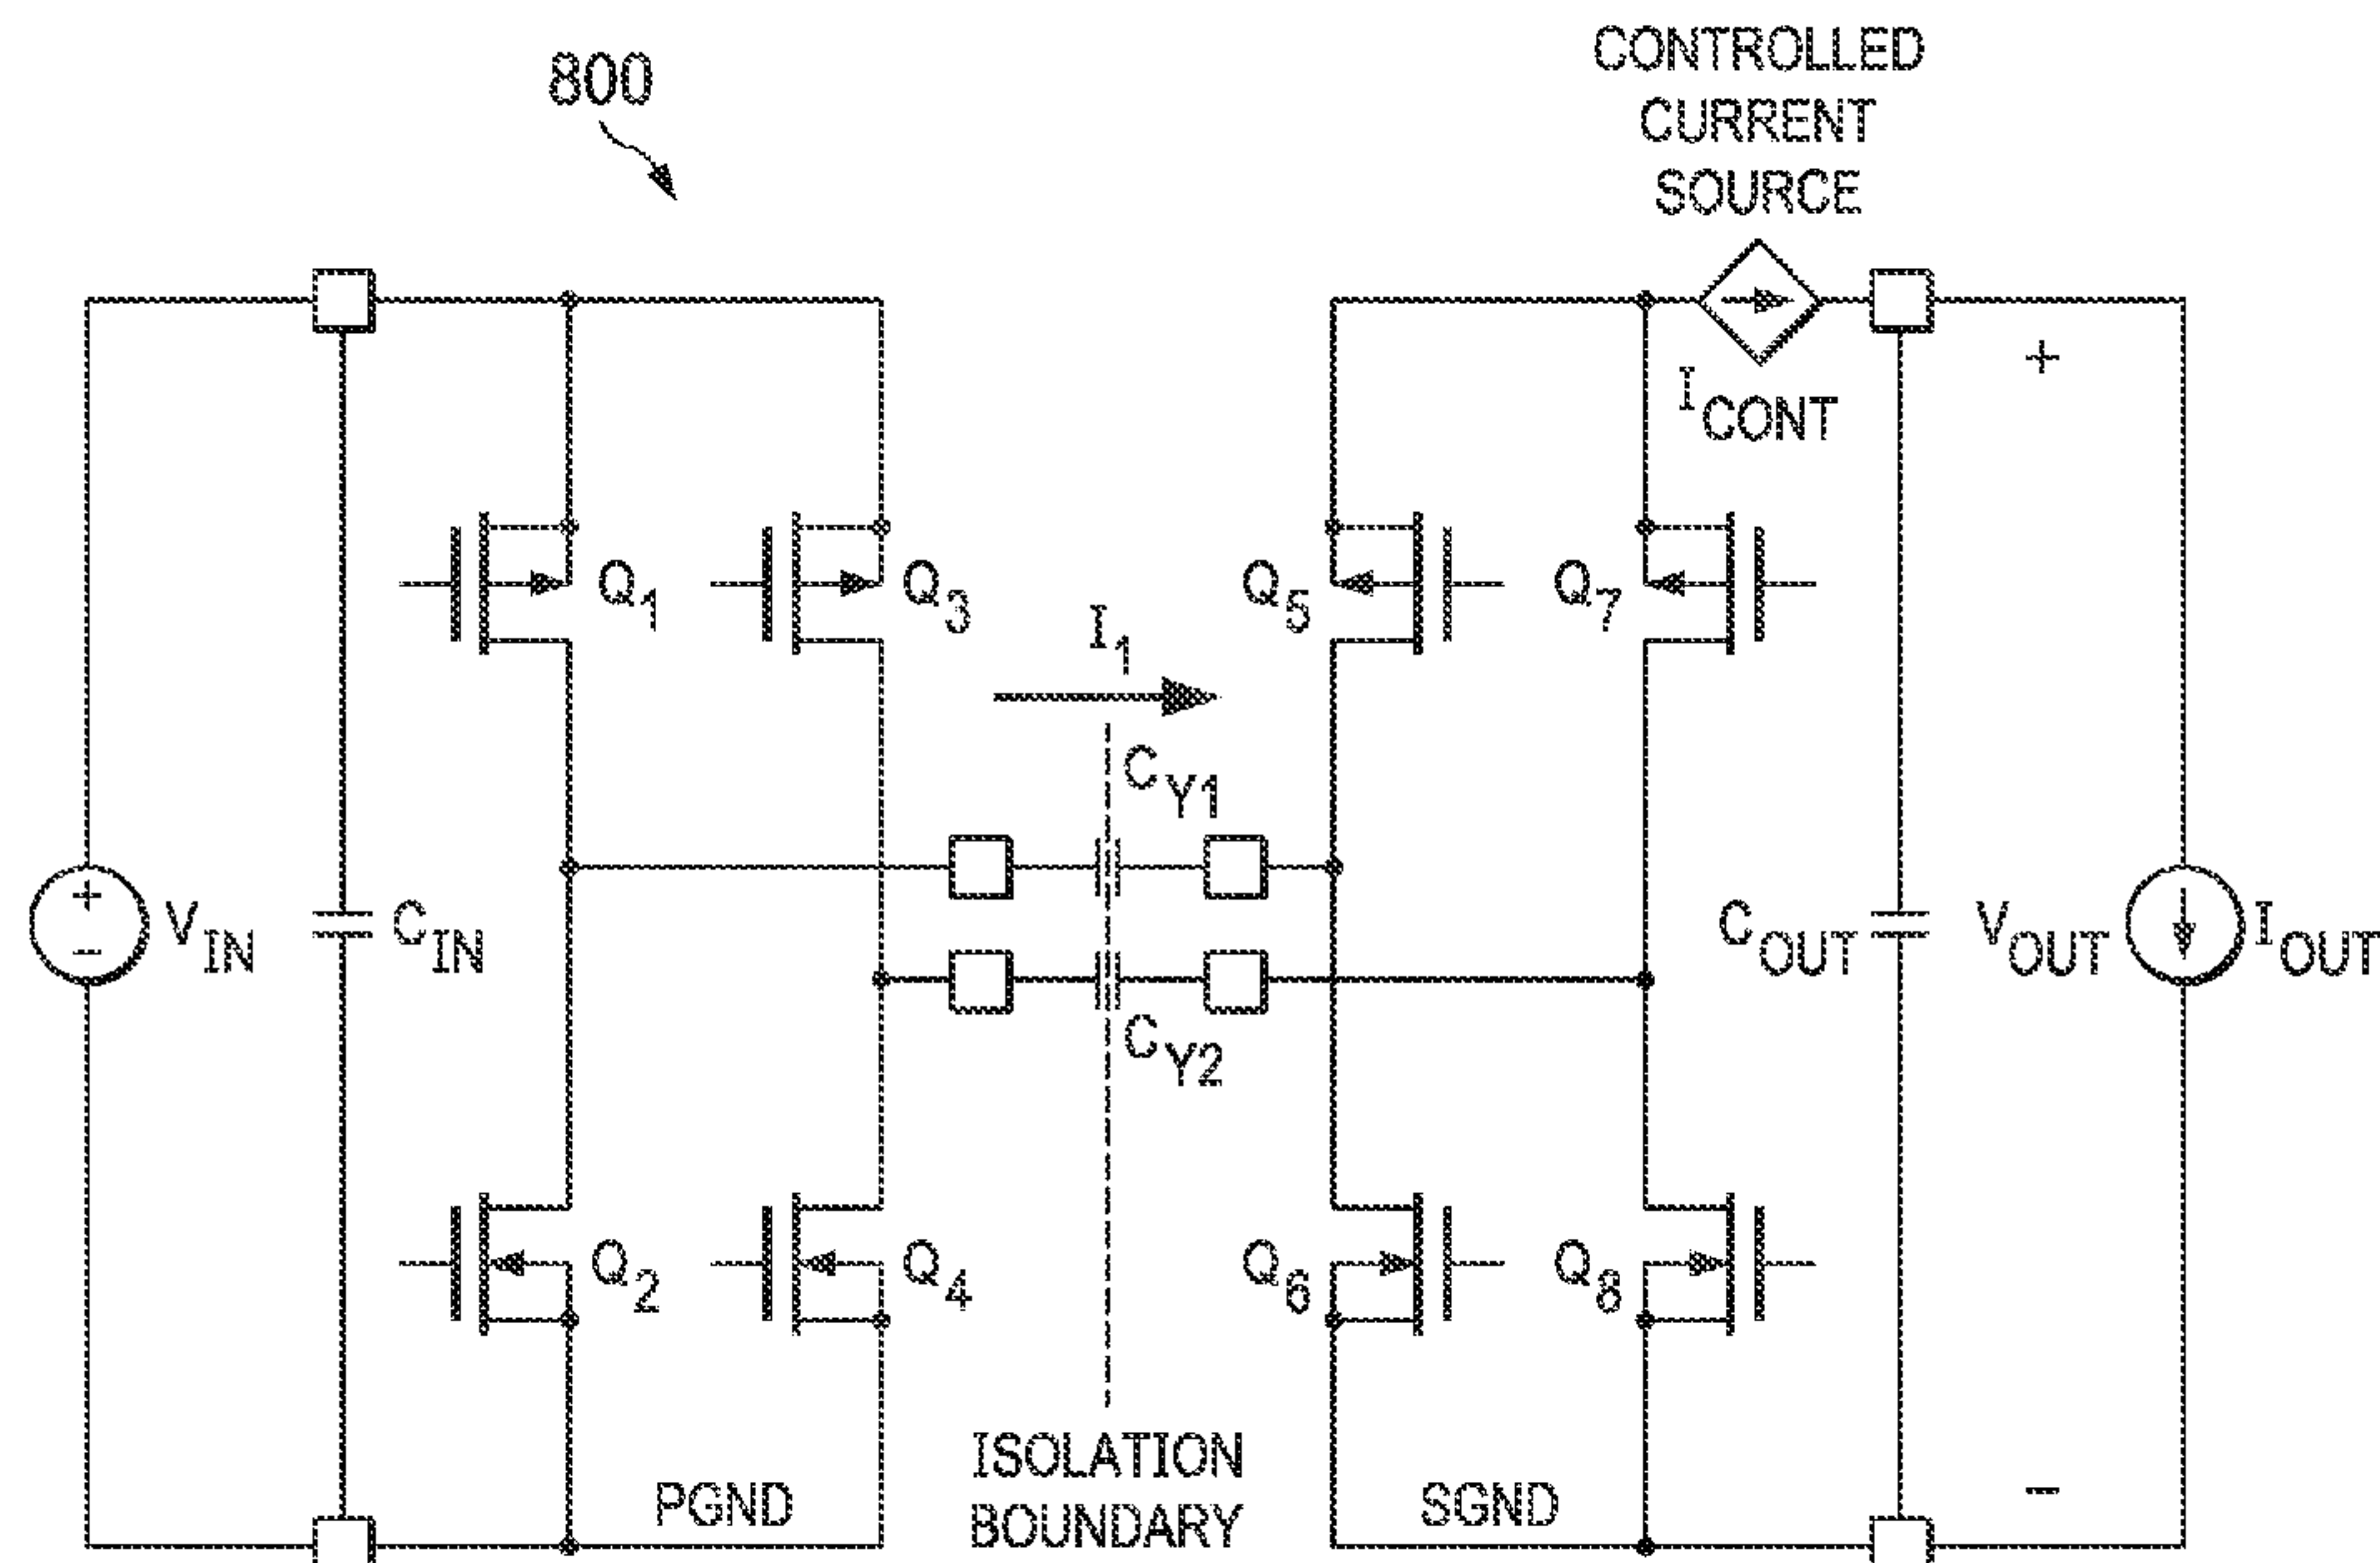 800
CONTROLLED
CURRENT
SOURCE
I CONT
+
Q1
Q3
Q5
Q7
I1
CY1
+
-
VIN
CIN
COUT
VOUT
IOUT
CY2
Q2
Q4
Q6
Q8
PGND
ISOLATION
BOUNDARY
SGND
-